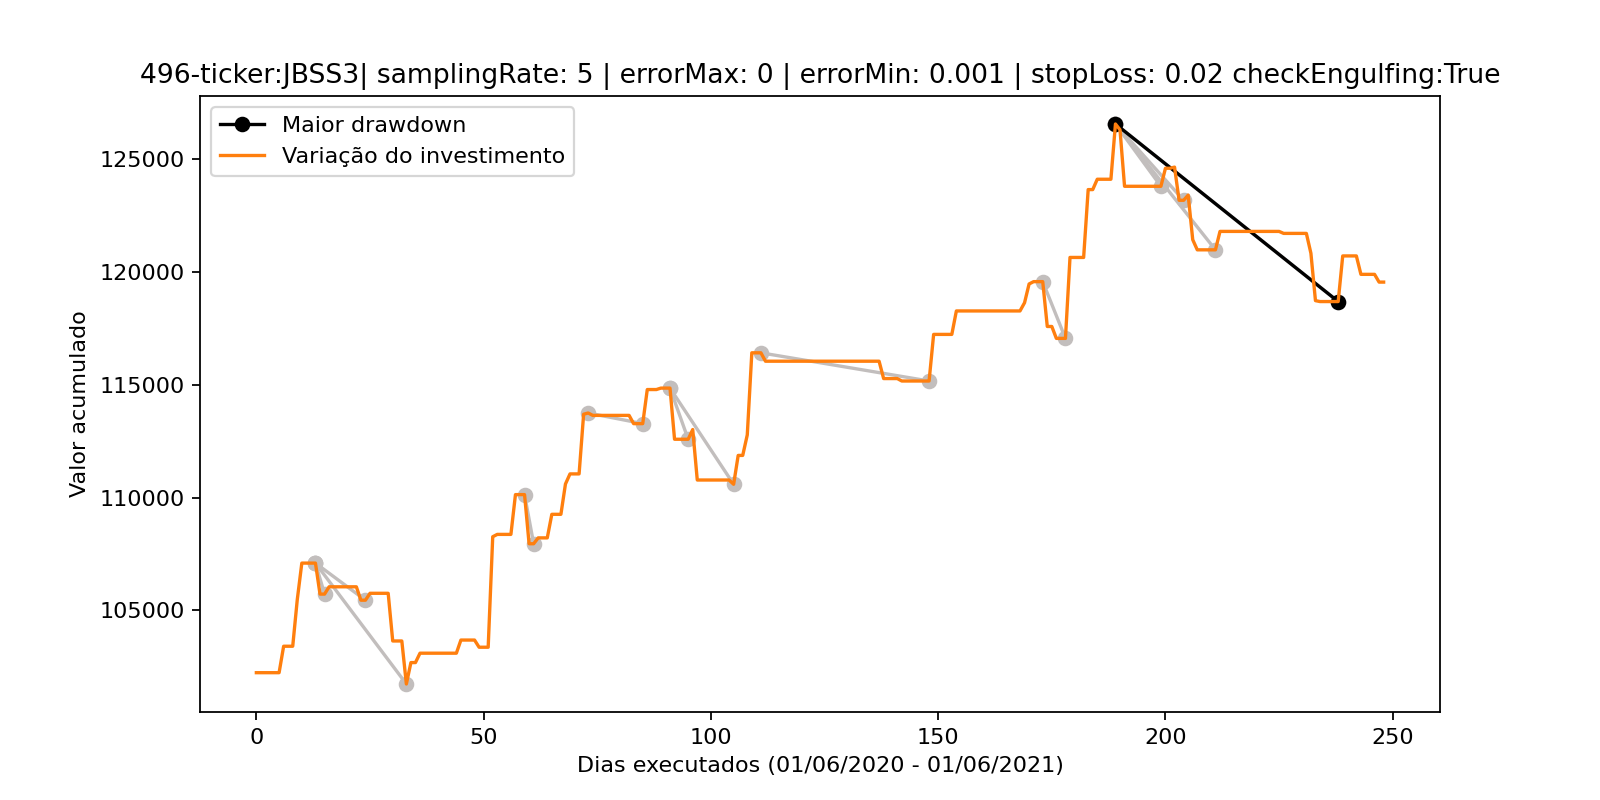 496-ticker:JBSS3| samplingRate: 5 | errorMax: 0 | errorMin: 0.001 | stopLoss: 0.02 checkEngulfing:True
Maior drawdown
Variação do investimento
125000
120000
115000
110000
105000
Valor acumulado
0 50 100 150 200 250
Dias executados (01/06/2020 - 01/06/2021)